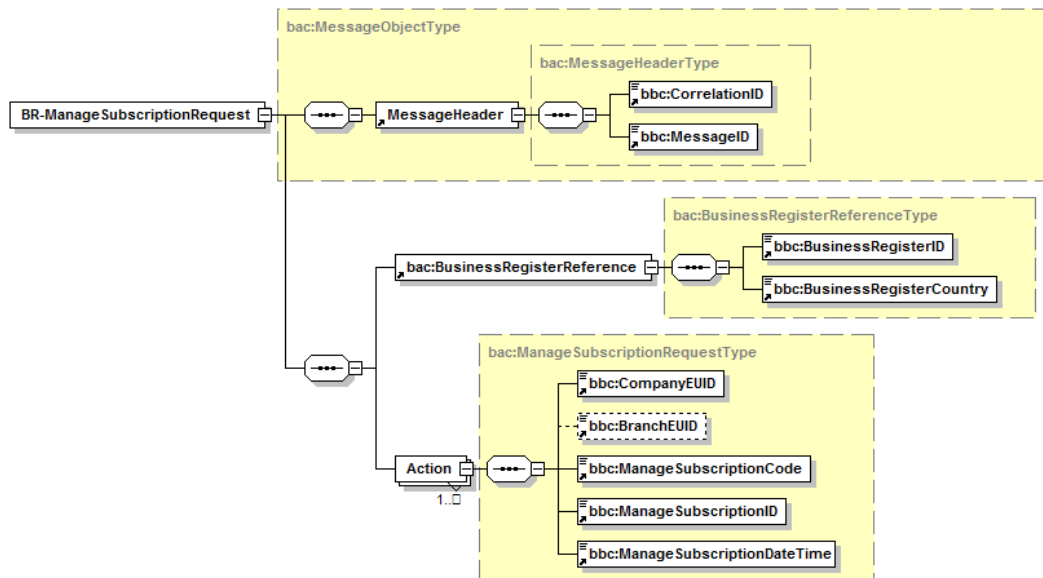 bac:MessageObjectType
bac:MessageHeaderType
bbc:CorrelationID
BR-ManageSubscriptionRequest
MessageHeader
bbc:MessageID
bac:BusinessRegisterReferenceType
bbc:BusinessRegisterID
bac:BusinessRegisterReference
bbc:BusinessRegisterCountry
bac:ManageSubscriptionRequestType
bbc:CompanyEUID
bbc:BranchEUID
Action
bbc:ManageSubscriptionCode
1..□
bbc:ManageSubscriptionID
bbc:ManageSubscriptionDateTime